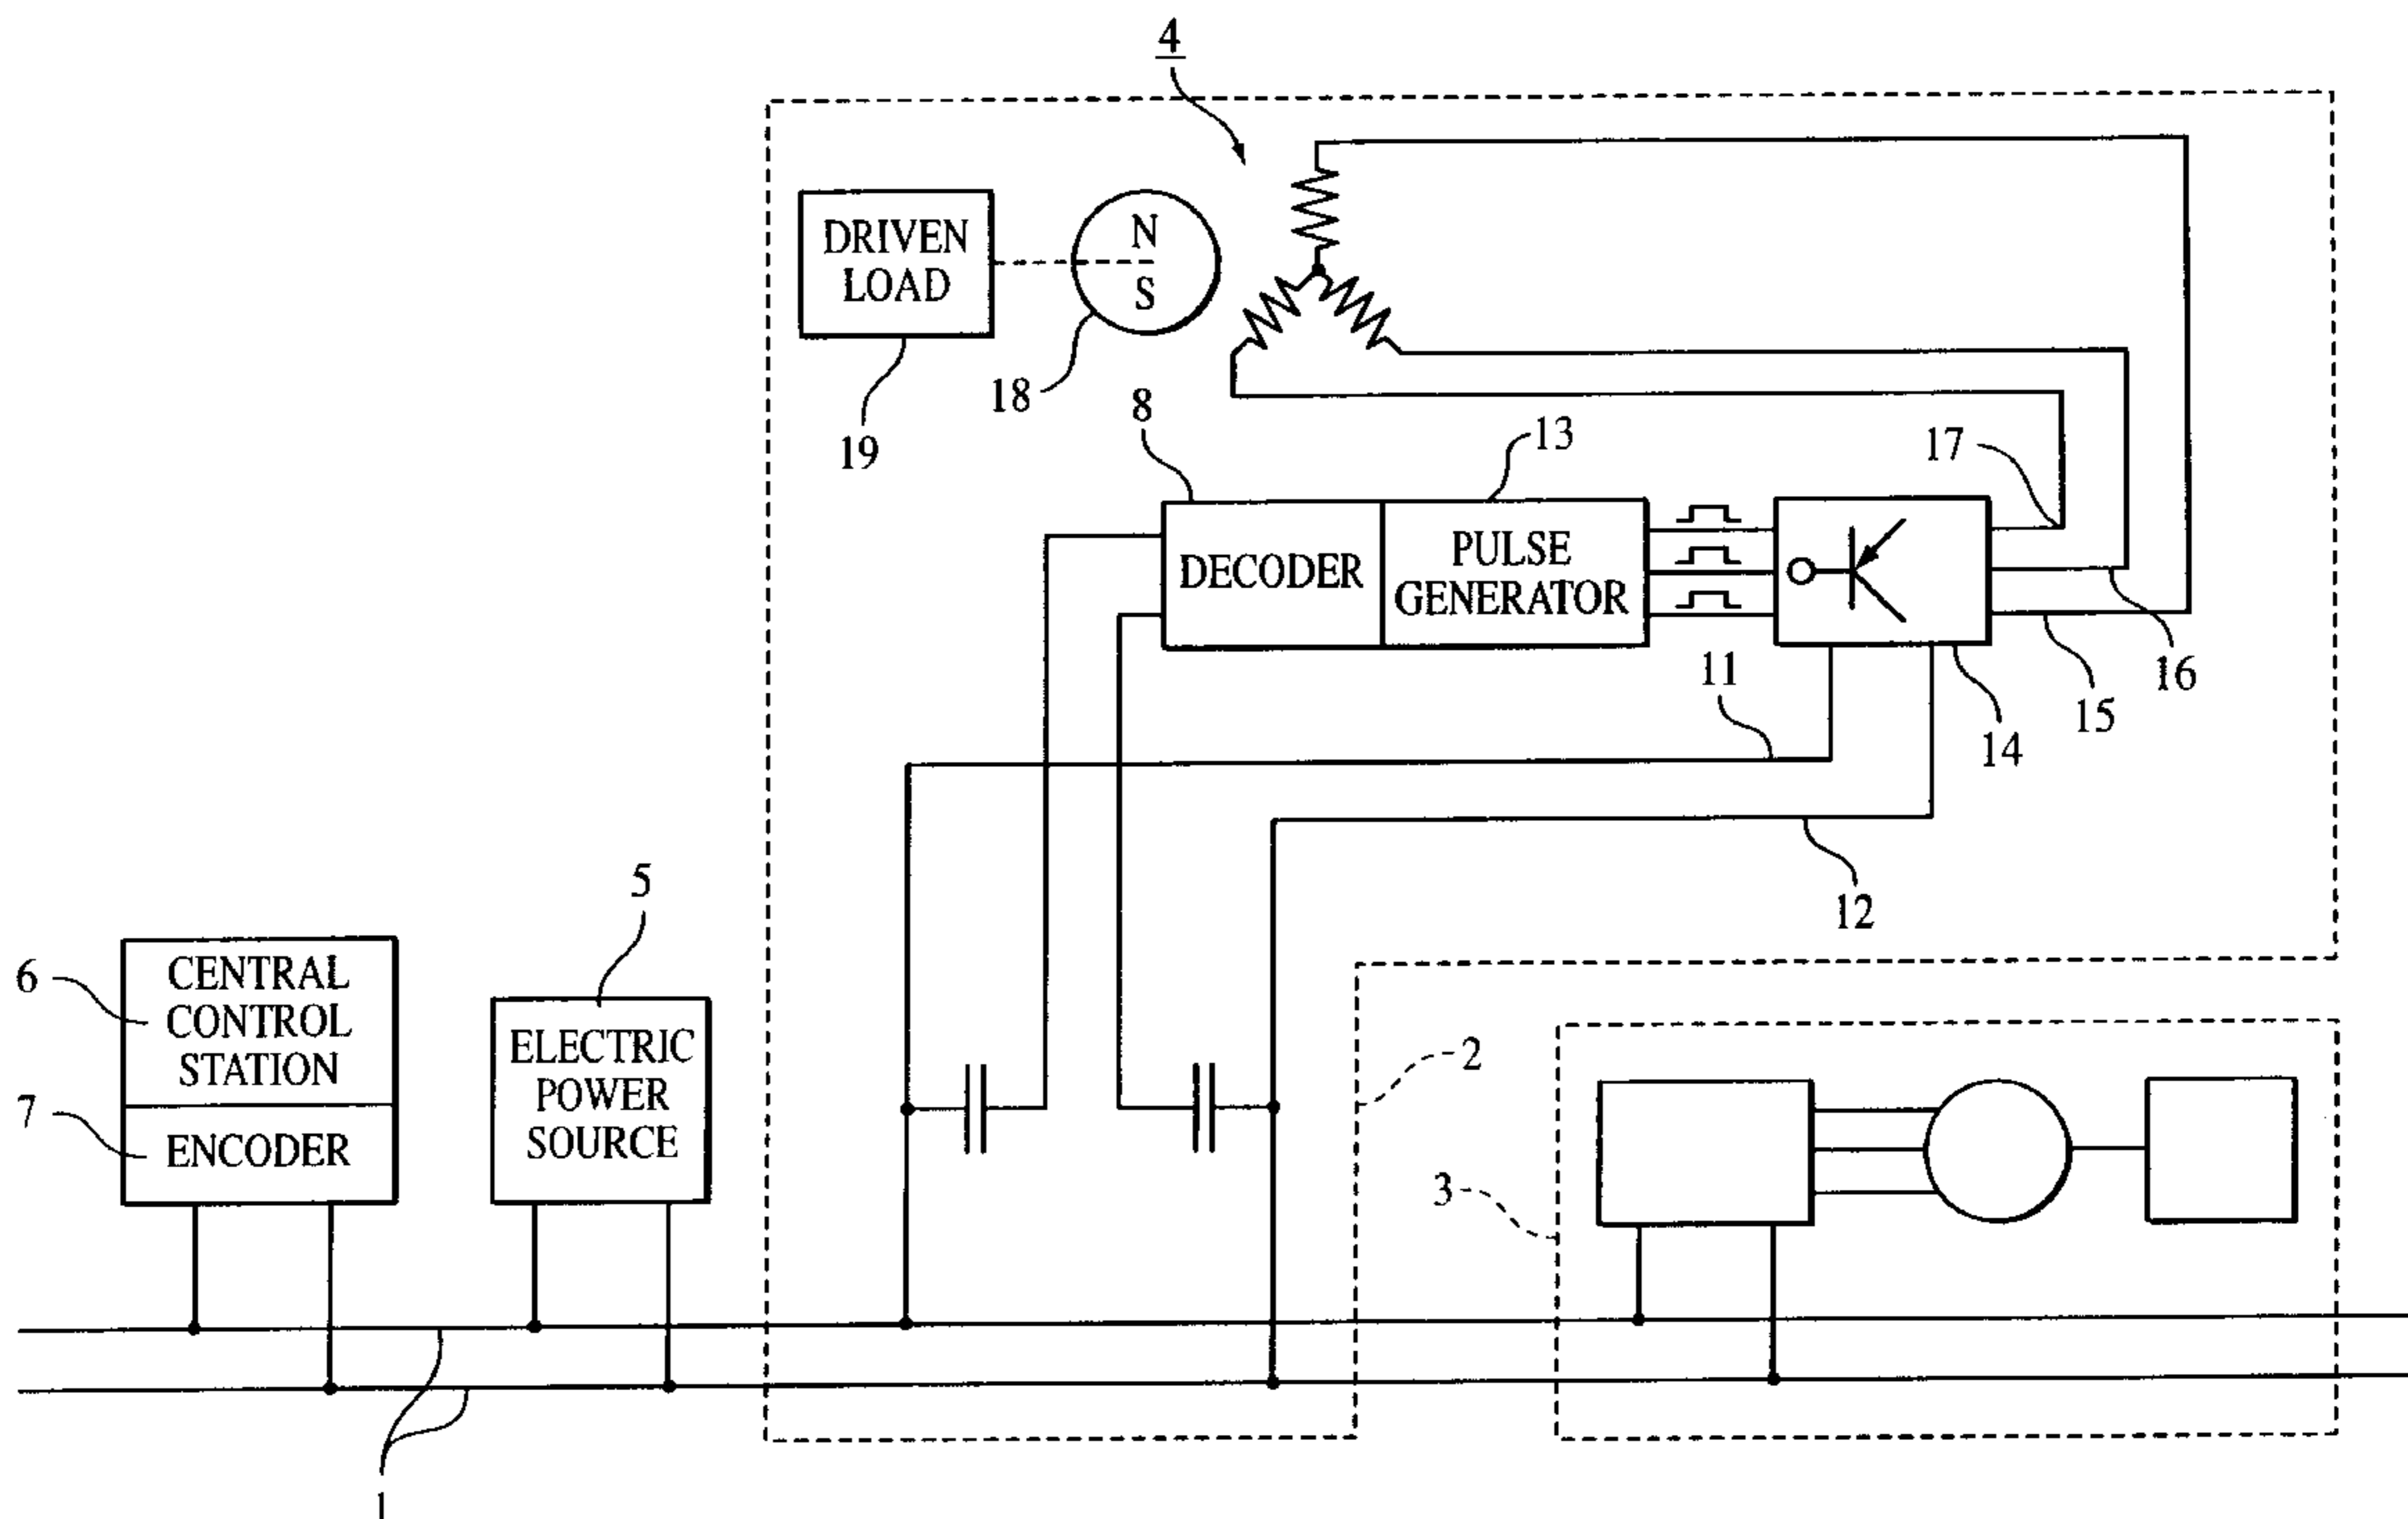 4
DRIVEN
LOAD
N
S
18
19
8
13
17
DECODER
PULSE
GENERATOR
11
16
15
14
12
5
6
CENTRAL
CONTROL
STATION
7
ENCODER
ELECTRIC
POWER
SOURCE
2
3
1